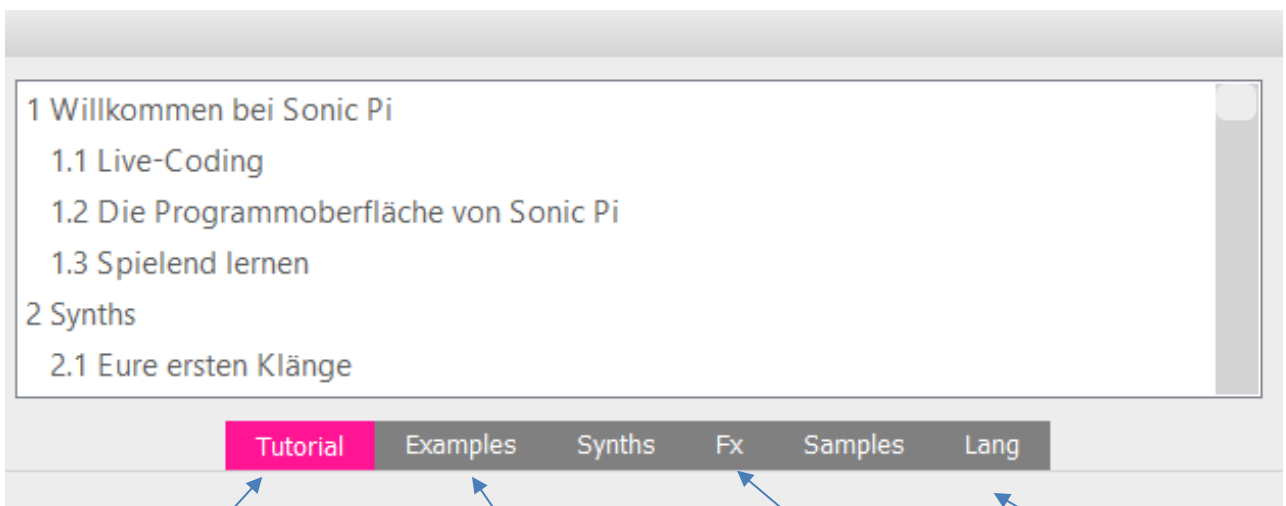 1 Willkommen bei Sonic Pi
1.1 Live-Coding
1.2 Die Programmoberfläche von Sonic Pi
1.3 Spielend lernen
2 Synths
2.1 Eure ersten Klänge
Tutorial Examples Synths Fx Samples Lang